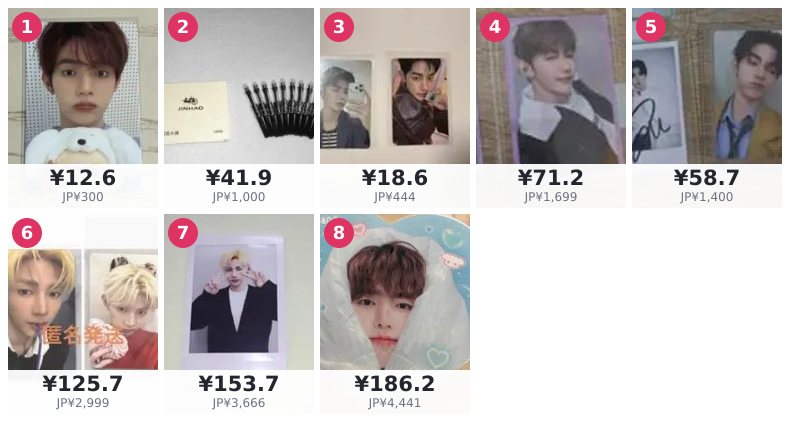 1
2
3
4
5
JINHAO
¥12.6
¥41.9
¥18.6
¥71.2
¥58.7
JP¥300
JP¥1,000
JP¥444
JP¥1,699
JP¥1,400
6
7
8
匿名発送
¥125.7
¥153.7
¥186.2
JP¥2,999
JP¥3,666
JP¥4,441